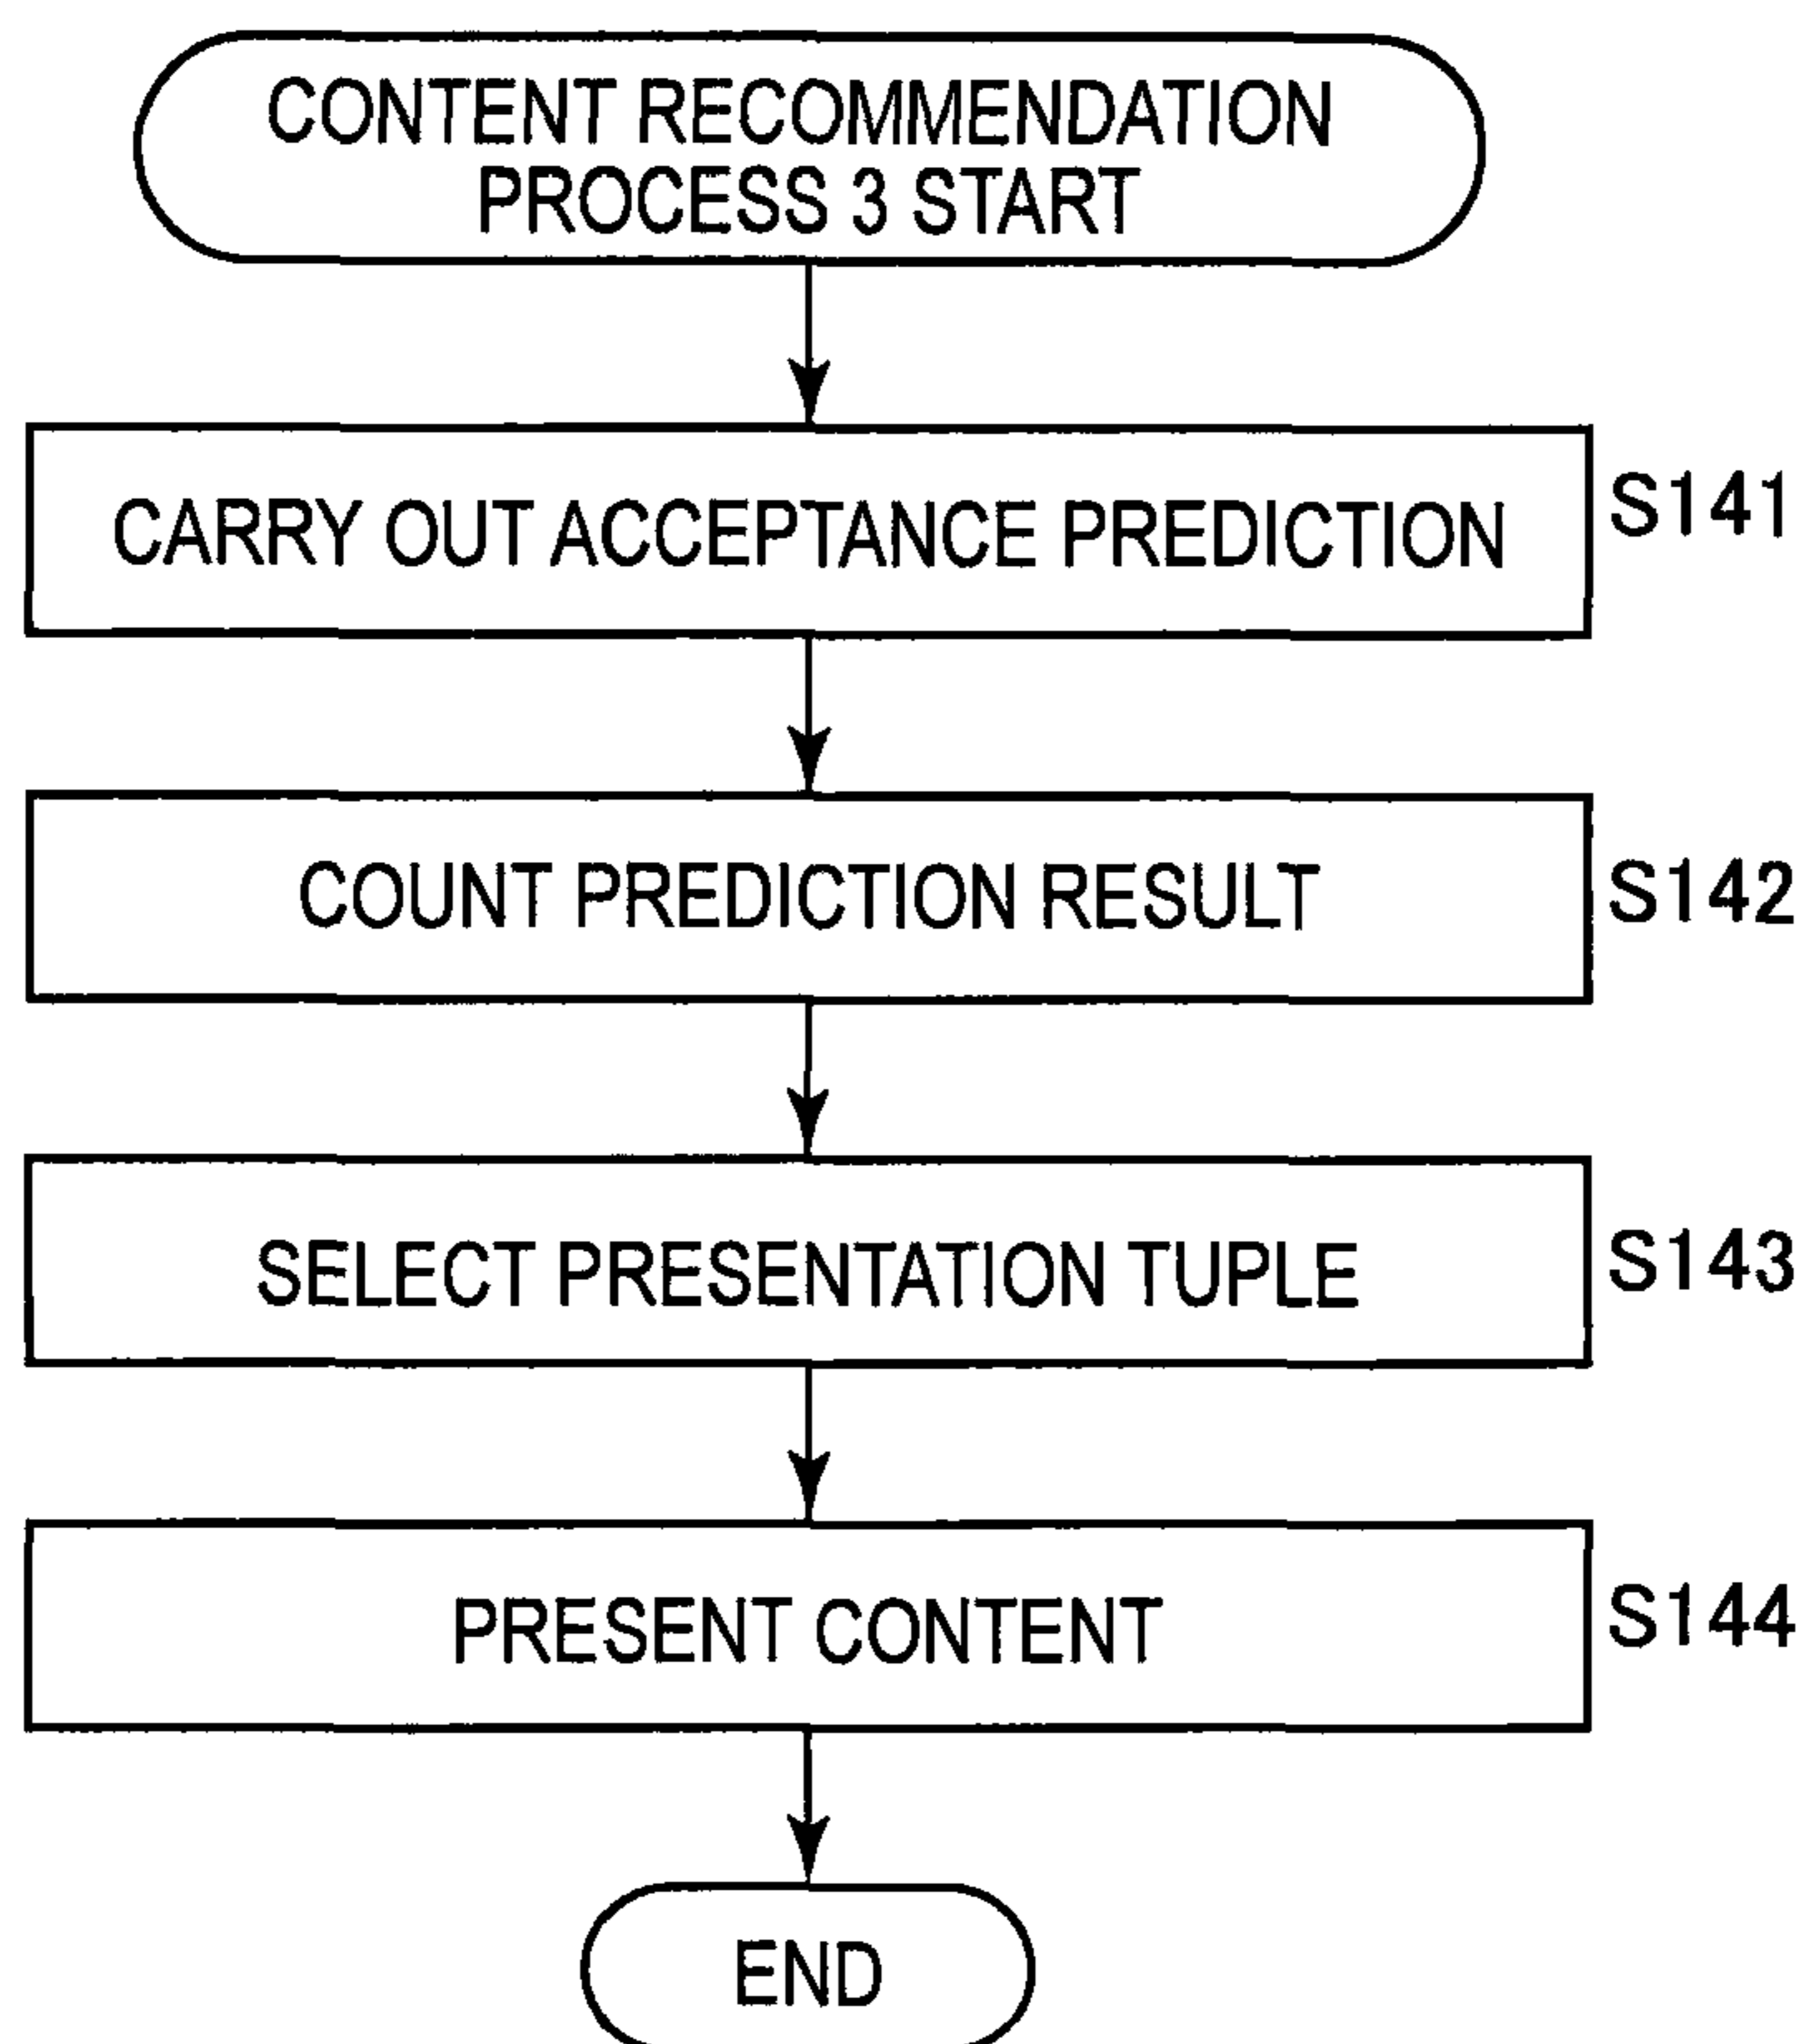 CONTENT RECOMMENDATION
PROCESS 3 START
CARRY OUT ACCEPTANCE PREDICTION
S141
COUNT PREDICTION RESULT
S142
SELECT PRESENTATION TUPLE
S143
PRESENT CONTENT
S144
END